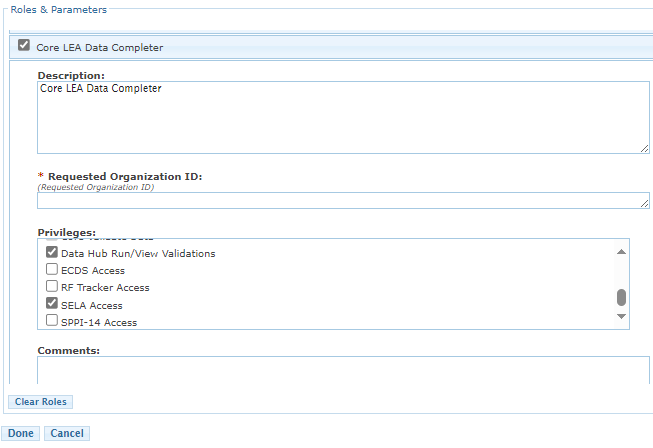 Roles & Parameters
Core LEA Data Completer
Description:
Core LEA Data Completer
* Requested Organization ID:
(Requested Organization ID)
Privileges:
Data Hub Run/View Validations
ECDS Access
RF Tracker Access
SELA Access
SPPI-14 Access
Comments:
Clear Roles
Done Cancel